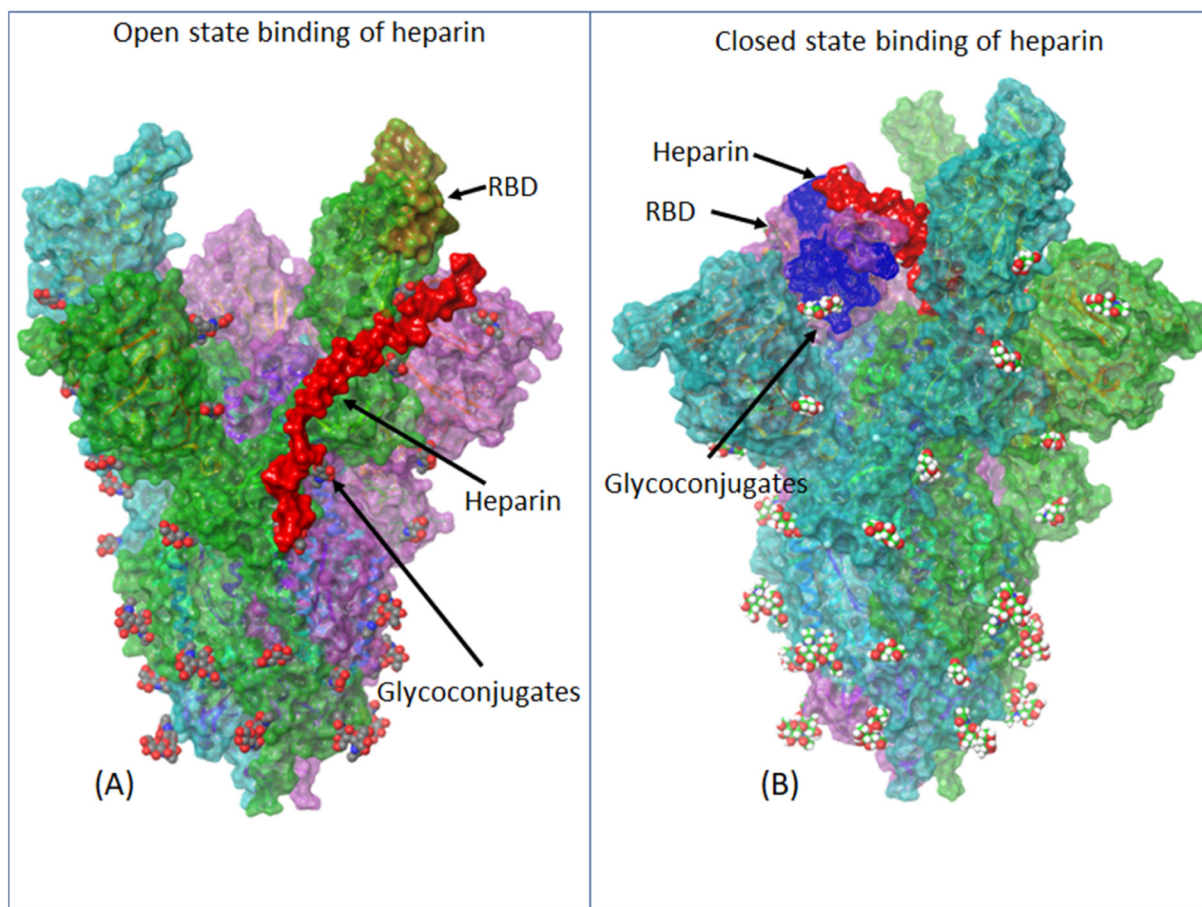 Open state binding of heparin
RBD
Heparin
Glycoconjugates
(A)
Closed state binding of heparin
Heparin
RBD
Glycoconjugates
(B)